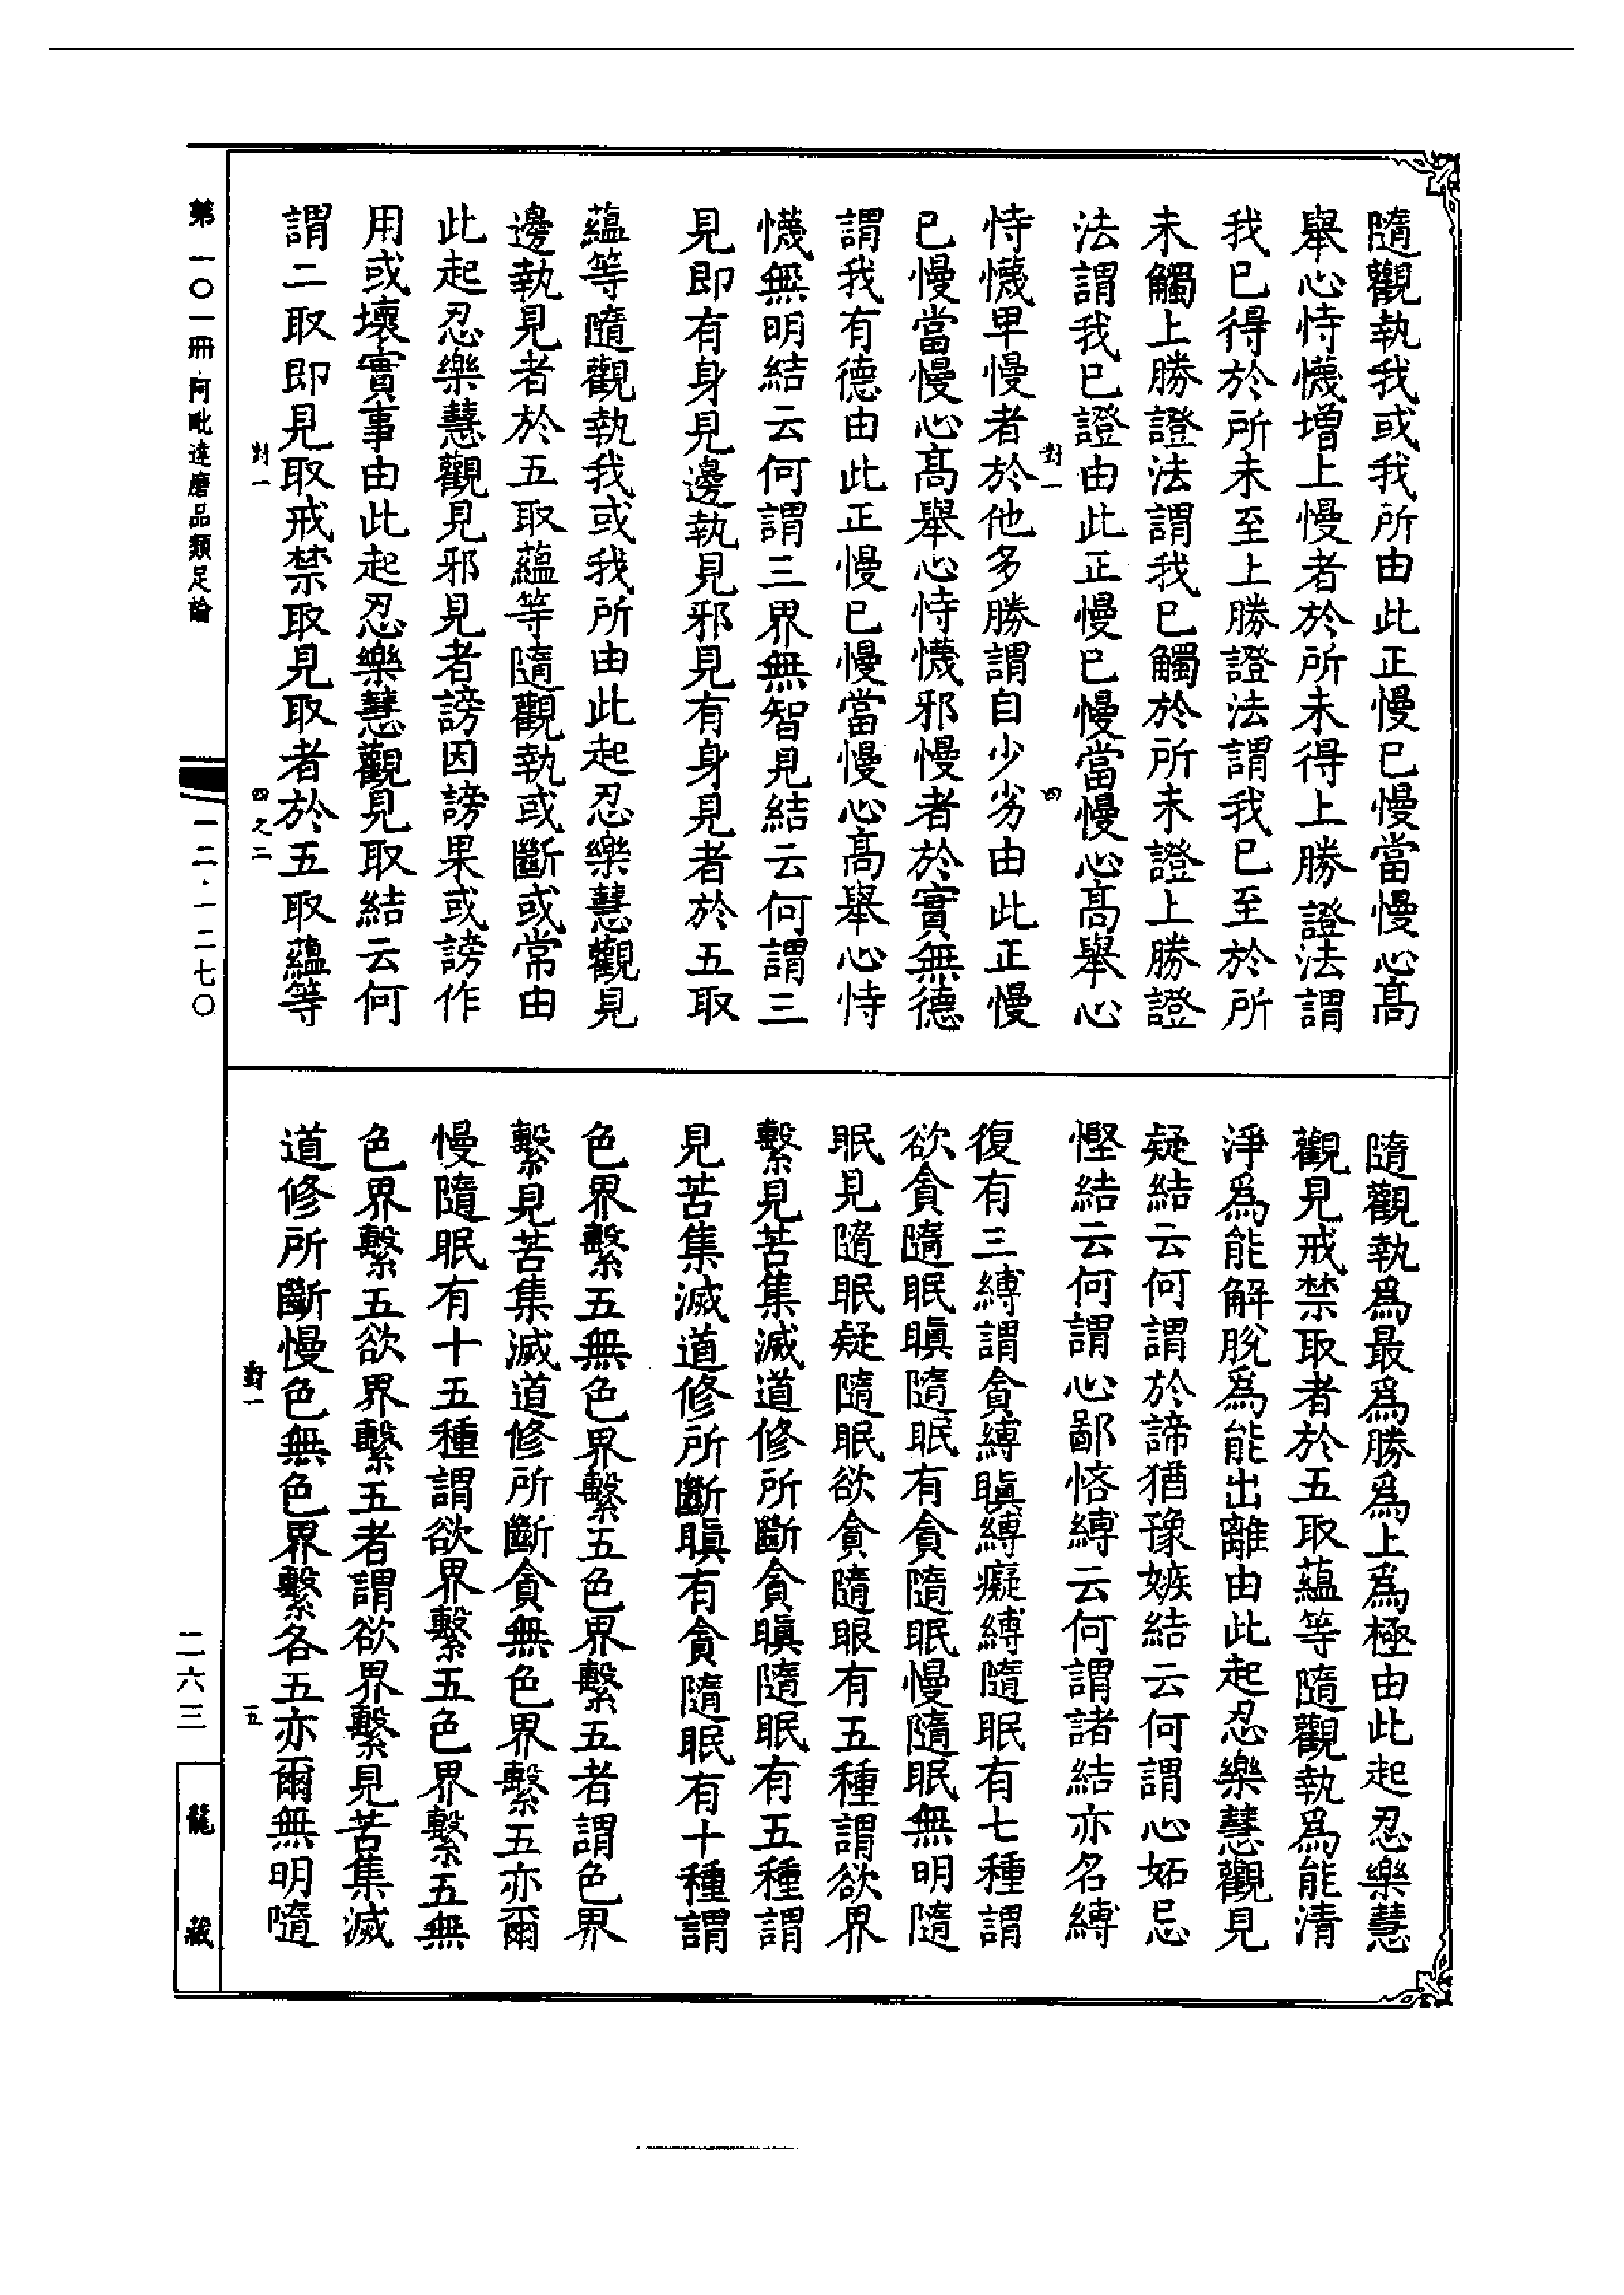 隨觀執我或我所由此正慢已慢當慢心髙
舉心恃懱增上慢者於所未得上勝證法謂
我已得於所未至上勝證法謂我已至於所
未觸上勝證法謂我已觸於所未證上勝證
法謂我已證由此正慢已慢當慢心髙舉心
對一
四
恃懱卑慢者於他多勝謂自少劣由此正慢
已慢當慢心髙舉心恃懱邪慢者於實無德
謂我有德由此正慢已慢當慢心髙舉心恃
懱無明結云何謂三界無智見結云何謂三
見即有身見邊執見邪見有身見者於五取
蘊等隨觀執我或我所由此起忍樂慧觀見
邊執見者於五取蘊等隨觀執或斷或常由
此起忍樂慧觀見邪見者謗因謗果或謗作
用或壞實事由此起忍樂慧觀見取結云何
謂二取即見取戒禁取見取者於五取蘊等
對一
四之二
隨觀執爲最爲勝爲上爲極由此起忍樂慧
觀見戒禁取者於五取蘊等隨觀執爲能清
淨爲能解脫爲能出離由此起忍樂慧觀見
疑結云何謂於諦猶豫嫉結云何謂心妬忌
慳結云何謂心鄙悋縛云何謂諸結亦名縛
復有三縛謂貪縛瞋縛癡縛隨眠有七種謂
欲貪隨眠瞋隨眠有貪隨眠慢隨眠無明隨
眠見隨眠疑隨眠欲貪隨眠有五種謂欲界
繫見苦集滅道修所斷貪瞋隨眠有五種謂
見苦集滅道修所斷瞋有貪隨眠有十種謂
色界繫五無色界繫五色界繫五者謂色界
繫見苦集滅道修所斷貪無色界繫五亦爾
慢隨眠有十五種謂欲界繫五色界繫五無
色界繫五欲界繫五者謂欲界繫見苦集滅
道修所斷慢色無色界繫各五亦爾無明隨
對一
五
第一〇一冊 阿毗達磨品類足論
一二·一二七〇
二六三
龍藏